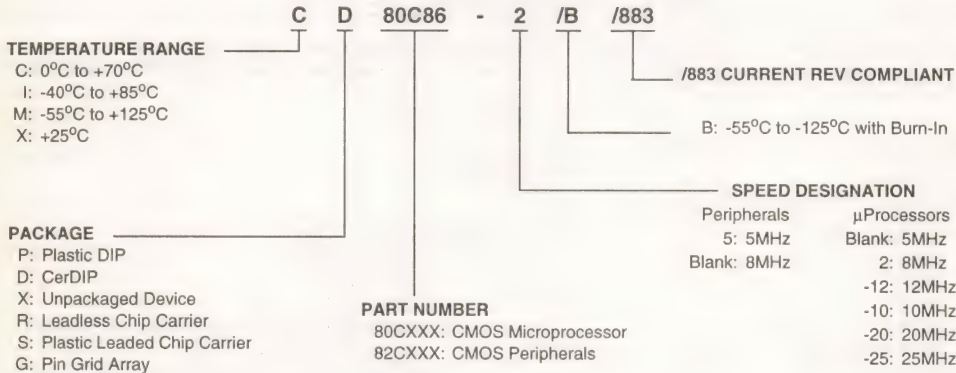 C D 80C86 - 2 /B /883
TEMPERATURE RANGE
C: 0°C to +70°C
I: -40°C to +85°C
M: -55°C to +125°C
X: +25°C
/883 CURRENT REV COMPLIANT
B: -55°C to -125°C with Burn-In
SPEED DESIGNATION
Peripherals
5: 5MHz
Blank: 8MHz
µProcessors
Blank: 5MHz
2: 8MHz
-12: 12MHz
-10: 10MHz
-20: 20MHz
-25: 25MHz
PACKAGE
P: Plastic DIP
D: CerDIP
X: Unpackaged Device
R: Leadless Chip Carrier
S: Plastic Leaded Chip Carrier
G: Pin Grid Array
PART NUMBER
80CXXX: CMOS Microprocessor
82CXXX: CMOS Peripherals